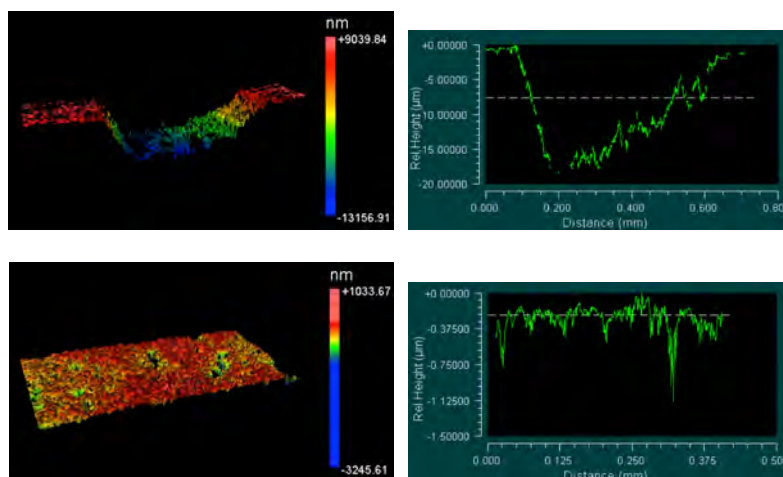 nm
+9039.84
-13156.91
Rel.Height (µm)
+0.00000
-5.00000
-10.00000
-15.00000
-20.00000
0.000 0.200 0.400 0.600 0.80
Distance (mm)
nm
+1033.67
-3245.61
Rel.Height (µm)
+0.00000
-0.37500
-0.75000
-1.12500
-1.50000
0.000 0.125 0.250 0.375 0.50
Distance (mm)